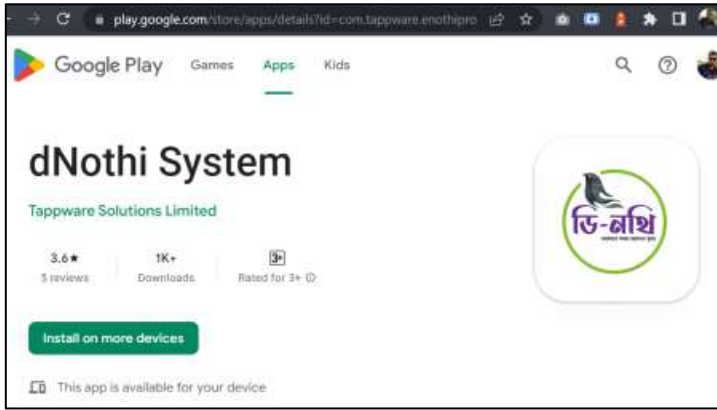 play.google.com/store/apps/details?id=com.tappware.enothipro
Google Play Games Apps Kids
dNothi System
Tappware Solutions Limited
ডি-নথি
3.6★ 1K+ 3+
5 reviews Downloads Rated for 3+
Install on more devices
This app is available for your device